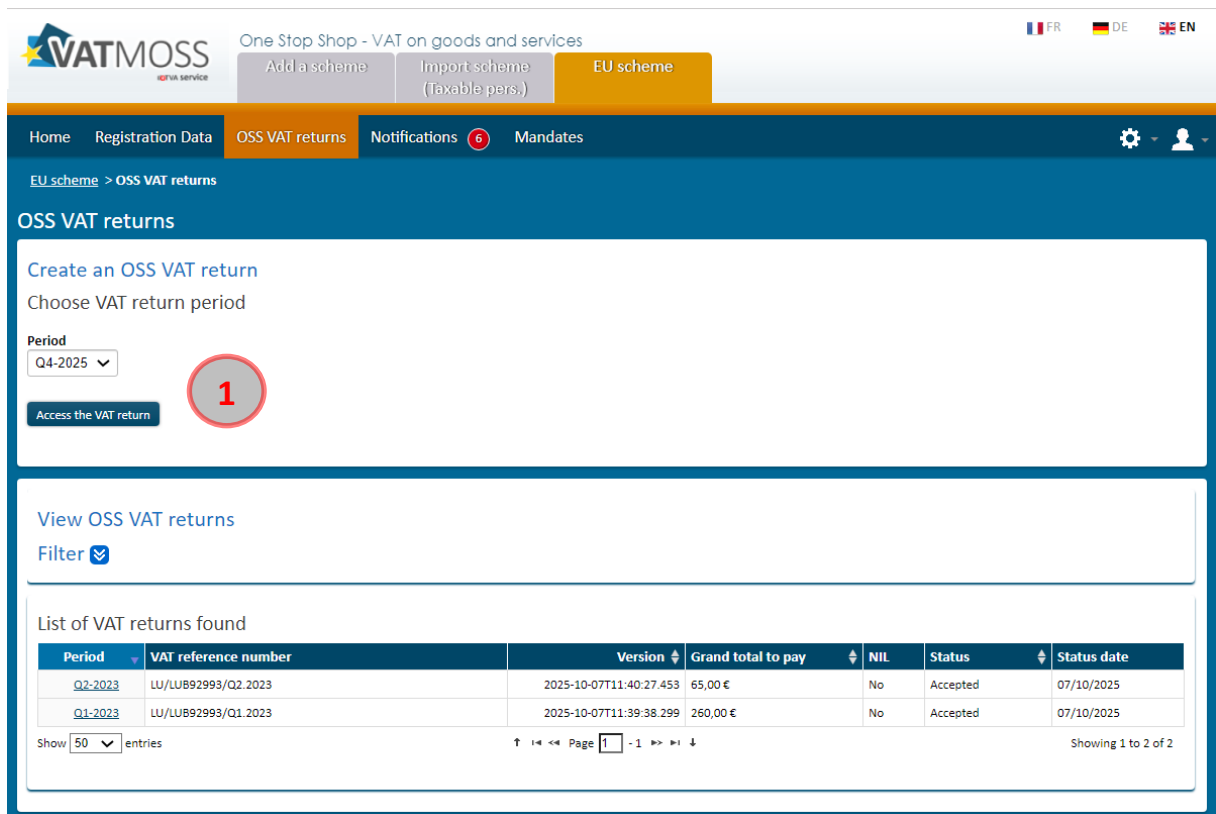 FR DE EN
VATMOSS
TVA service
One Stop Shop - VAT on goods and services
Add a scheme
Import scheme
(Taxable pers.)
EU scheme
Home Registration Data OSS VAT returns Notifications 6 Mandates
EU scheme > OSS VAT returns
OSS VAT returns
Create an OSS VAT return
Choose VAT return period
Period
Q4-2025
1
Access the VAT return
View OSS VAT returns
Filter
List of VAT returns found
Period VAT reference number Version Grand total to pay NIL Status Status date
Q2-2023 LU/LUB92993/Q2.2023 2025-10-07T11:40:27.453 65,00 € No Accepted 07/10/2025
Q1-2023 LU/LUB92993/Q1.2023 2025-10-07T11:39:38.299 260,00 € No Accepted 07/10/2025
Show 50 entries Page 1 - 1 Showing 1 to 2 of 2